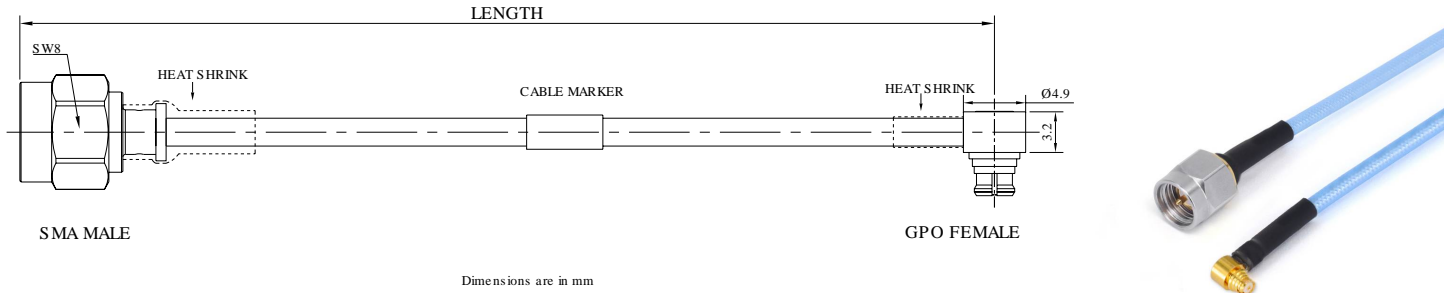 LENGTH
SW8
HEAT SHRINK
CABLE MARKER
HEAT SHRINK
Ø4.9
3.2
SMA MALE
GPO FEMALE
Dimensions are in mm